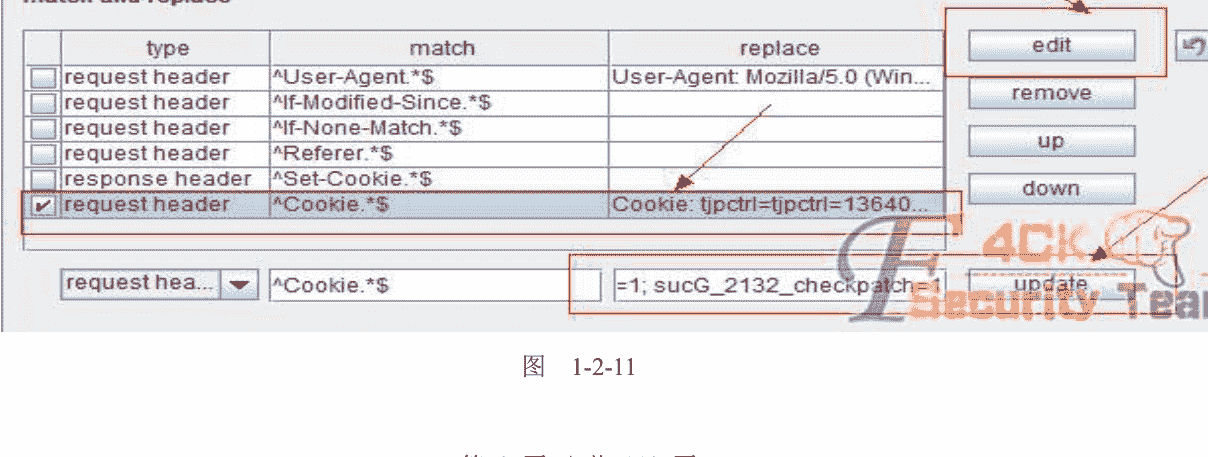 match and replace
type match replace edit
request header ^User-Agent.*$ User-Agent: Mozilla/5.0 (Win...
request header ^If-Modified-Since.*$ remove
request header ^If-None-Match.*$
request header ^Referer.*$ up
response header ^Set-Cookie.*$
request header ^Cookie.*$ Cookie: tjpctrl=tjpctrl=13640...
down
F4CK
request hea... ^Cookie.*$ =1; sucG_2132_checkpatch=1 update
Security Tea
图 1-2-11